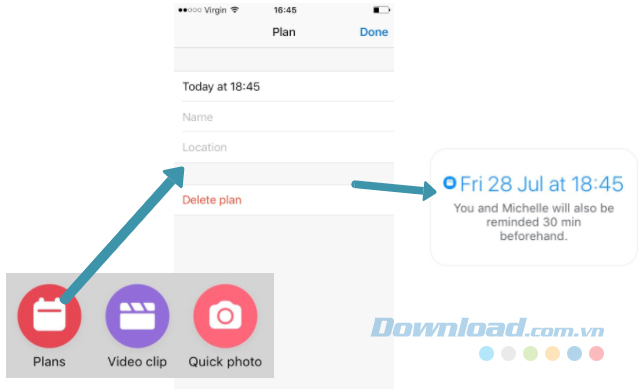 Virgin
16:45
Plan
Done
Today at 18:45
Name
Location
Delete plan
Fri 28 Jul at 18:45
You and Michelle will also be
reminded 30 min
beforehand.
Plans
Video clip
Quick photo
Download.com.vn